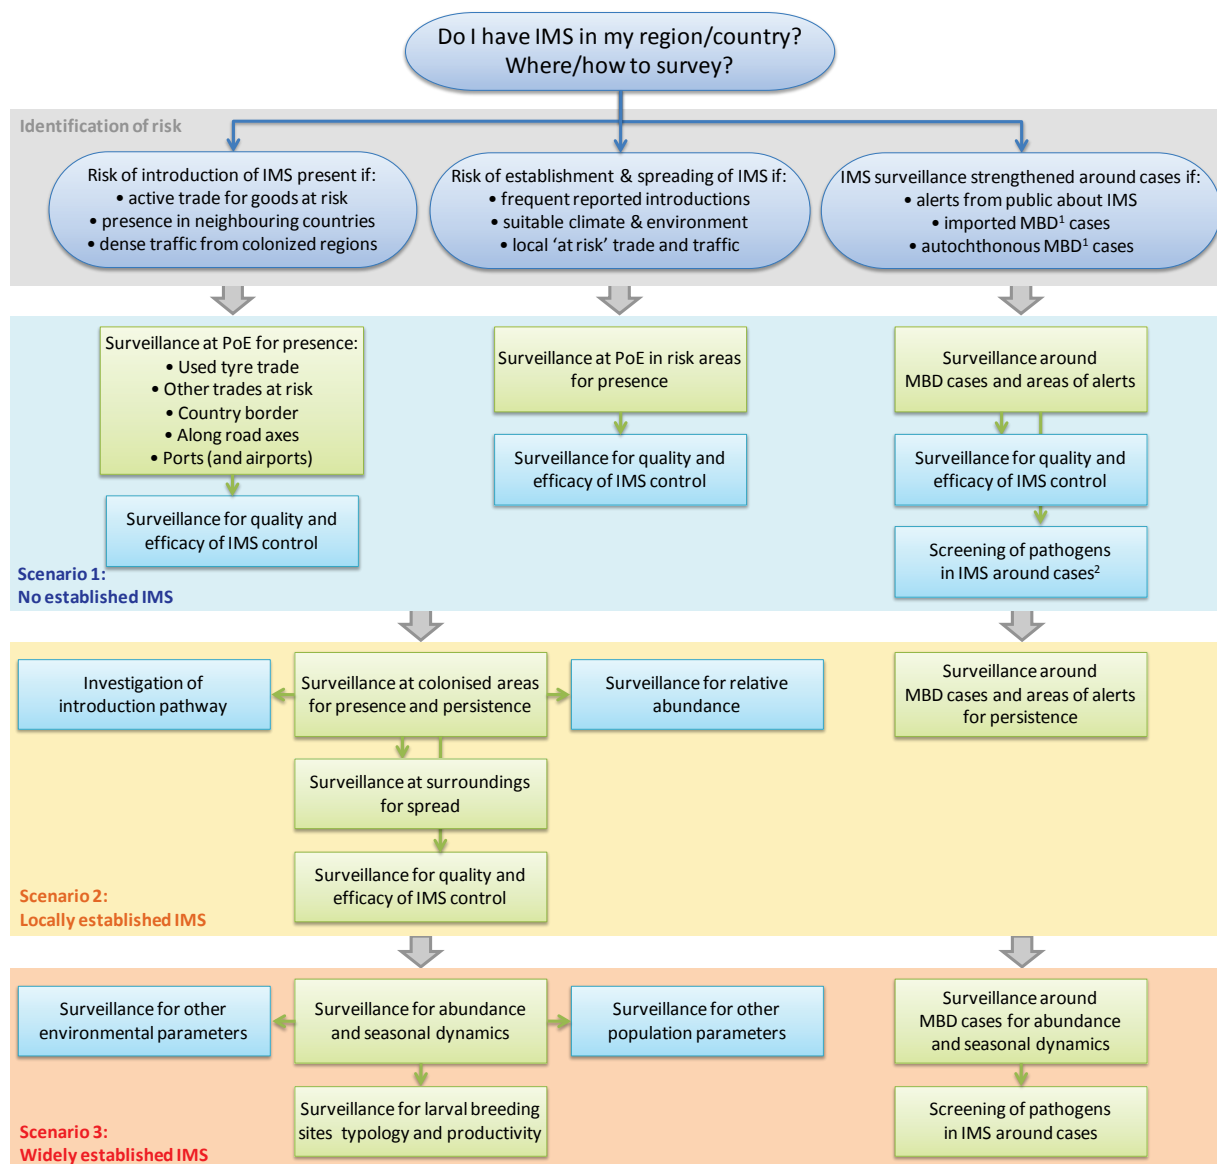 Do I have IMS in my region/country?
Where/how to survey?
Identification of risk
Risk of introduction of IMS present if:
• active trade for goods at risk
• presence in neighbouring countries
• dense traffic from colonized regions
Risk of establishment & spreading of IMS if:
• frequent reported introductions
• suitable climate & environment
• local ‘at risk’ trade and traffic
IMS surveillance strengthened around cases if:
• alerts from public about IMS
• imported MBD¹ cases
• autochthonous MBD¹ cases
Surveillance at PoE for presence:
• Used tyre trade
• Other trades at risk
• Country border
• Along road axes
• Ports (and airports)
Surveillance for quality and
efficacy of IMS control
Surveillance at PoE in risk areas
for presence
Surveillance for quality and
efficacy of IMS control
Surveillance around
MBD cases and areas of alerts
Surveillance for quality and
efficacy of IMS control
Screening of pathogens
in IMS around cases²
Scenario 1:
No established IMS
Investigation of
introduction pathway
Surveillance at colonised areas
for presence and persistence
Surveillance for relative
abundance
Surveillance around
MBD cases and areas of alerts
for persistence
Surveillance at surroundings
for spread
Surveillance for quality and
efficacy of IMS control
Scenario 2:
Locally established IMS
Surveillance for other
environmental parameters
Surveillance for abundance
and seasonal dynamics
Surveillance for other
population parameters
Surveillance around
MBD cases for abundance
and seasonal dynamics
Surveillance for larval breeding
sites typology and productivity
Screening of pathogens
in IMS around cases
Scenario 3:
Widely established IMS